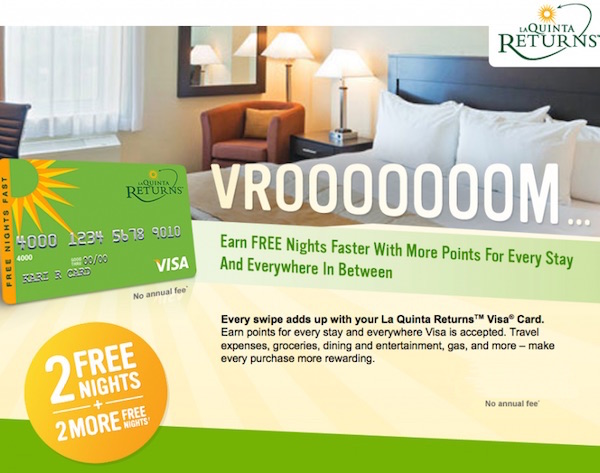 LA QUINTA
RETURNS™
FREE NIGHTS FAST
LA QUINTA
RETURNS™
4000 1234 5678 9010
4000
GOOD THRU 00/00
KARI R CARD
VISA
No annual fee*
VROOOOOOOM...
Earn FREE Nights Faster With More Points For Every Stay
And Everywhere In Between
Every swipe adds up with your La Quinta Returns™ Visa® Card.
Earn points for every stay and everywhere Visa is accepted. Travel
expenses, groceries, dining and entertainment, gas, and more – make
every purchase more rewarding.
No annual fee*
2 FREE
NIGHTS
+
2 MORE FREE
NIGHTS†